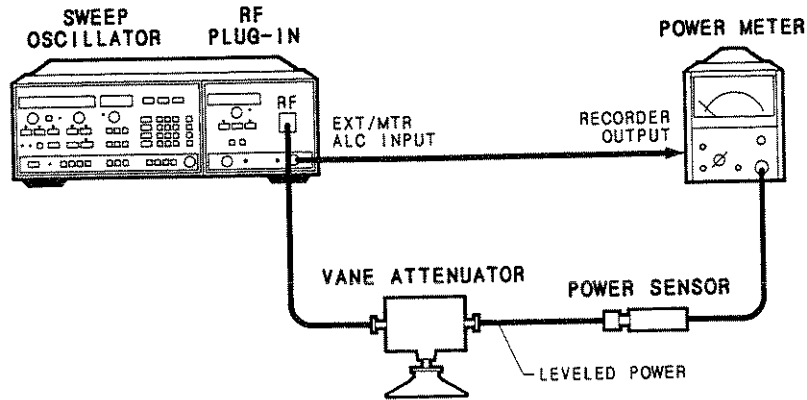 SWEEP
OSCILLATOR
RF
PLUG-IN
POWER METER
RF
EXT/MTR
ALC INPUT
RECORDER
OUTPUT
VANE ATTENUATOR
POWER SENSOR
LEVELED POWER